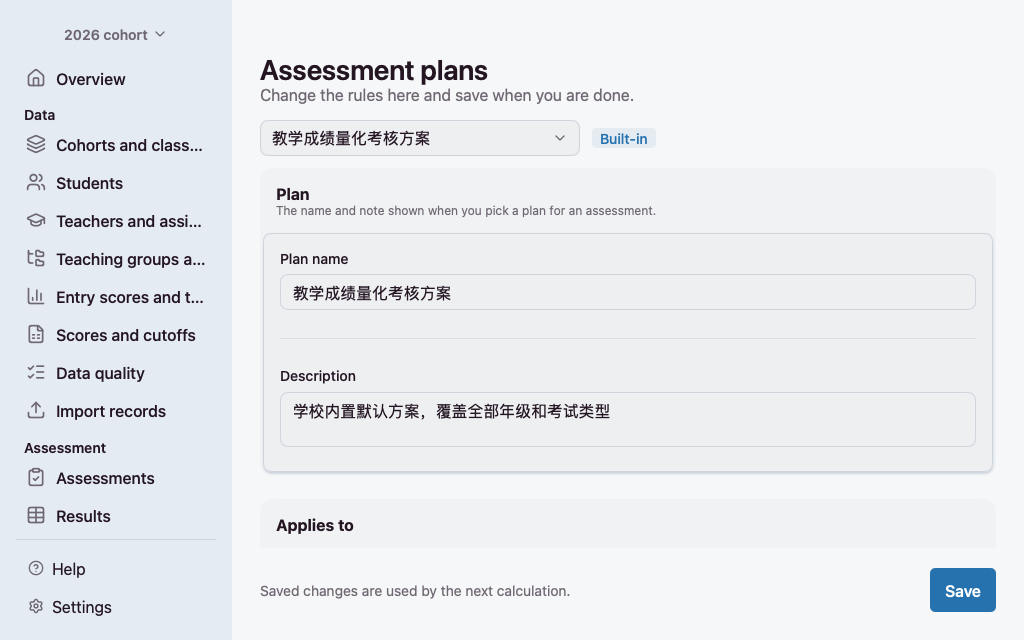 2026 cohort
Overview
Data
Cohorts and class...
Students
Teachers and assi...
Teaching groups a...
Entry scores and t...
Scores and cutoffs
Data quality
Import records
Assessment
Assessments
Results
Help
Settings
Assessment plans
Change the rules here and save when you are done.
教学成绩量化考核方案
Built-in
Plan
The name and note shown when you pick a plan for an assessment.
Plan name
教学成绩量化考核方案
Description
学校内置默认方案，覆盖全部年级和考试类型
Applies to
Saved changes are used by the next calculation.
Save